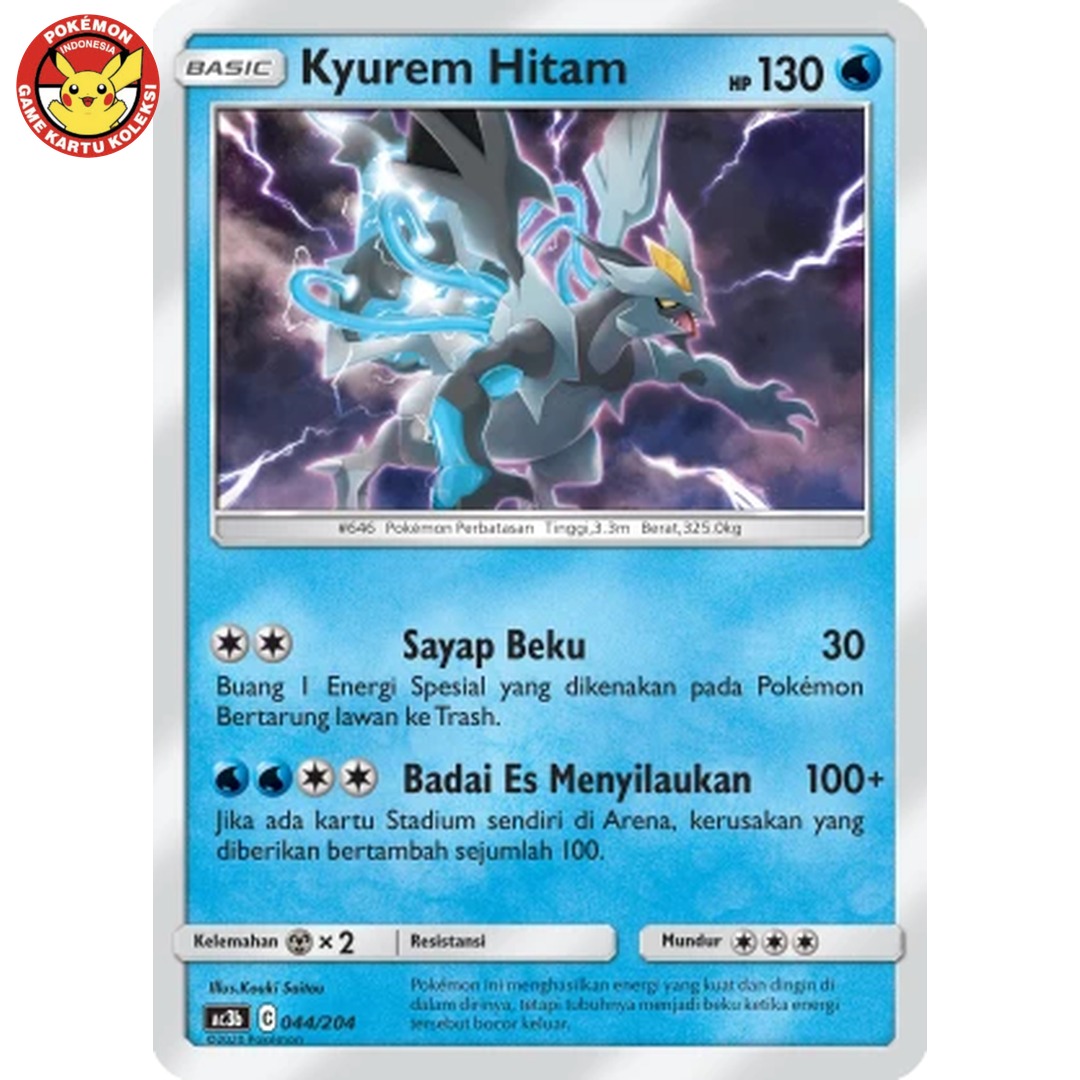 POKÉMON
INDONESIA
GAME KARTU KOLEKSI
BASIC
Kyurem Hitam
HP 130
#646 Pokémon Perbatasan Tinggi,3.3m Berat,325.0kg
Sayap Beku 30
Buang 1 Energi Spesial yang dikenakan pada Pokémon
Bertarung lawan ke Trash.
Badai Es Menyilaukan 100+
Jika ada kartu Stadium sendiri di Arena, kerusakan yang
diberikan bertambah sejumlah 100.
Kelemahan ×2 Resistansi Mundur
Illus.Kouki Saitou
Pokémon ini menghasilkan energi yang kuat dan dingin di
dalam dirinya, tetapi tubuhnya menjadi beku ketika energi
tersebut bocor keluar.
C 044/204
Pokémon